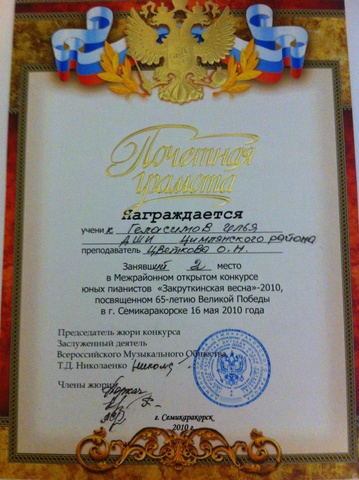 Почетная
грамота
Награждается
ученик Герасимов Илья
ДШИ Цимлянского района
преподаватель Цветкова О.Н.
Занявший 2 место
в Межрайонном открытом конкурсе
юных пианистов «Закруткинская весна»-2010,
посвященном 65-летию Великой Победы
в г. Семикаракорске 16 мая 2010 года
Председатель жюри конкурса
Заслуженный деятель
Всероссийского Музыкального Общества,
Т.Д. Николаенко
Члены жюри
г. Семикаракорск
2010 г.